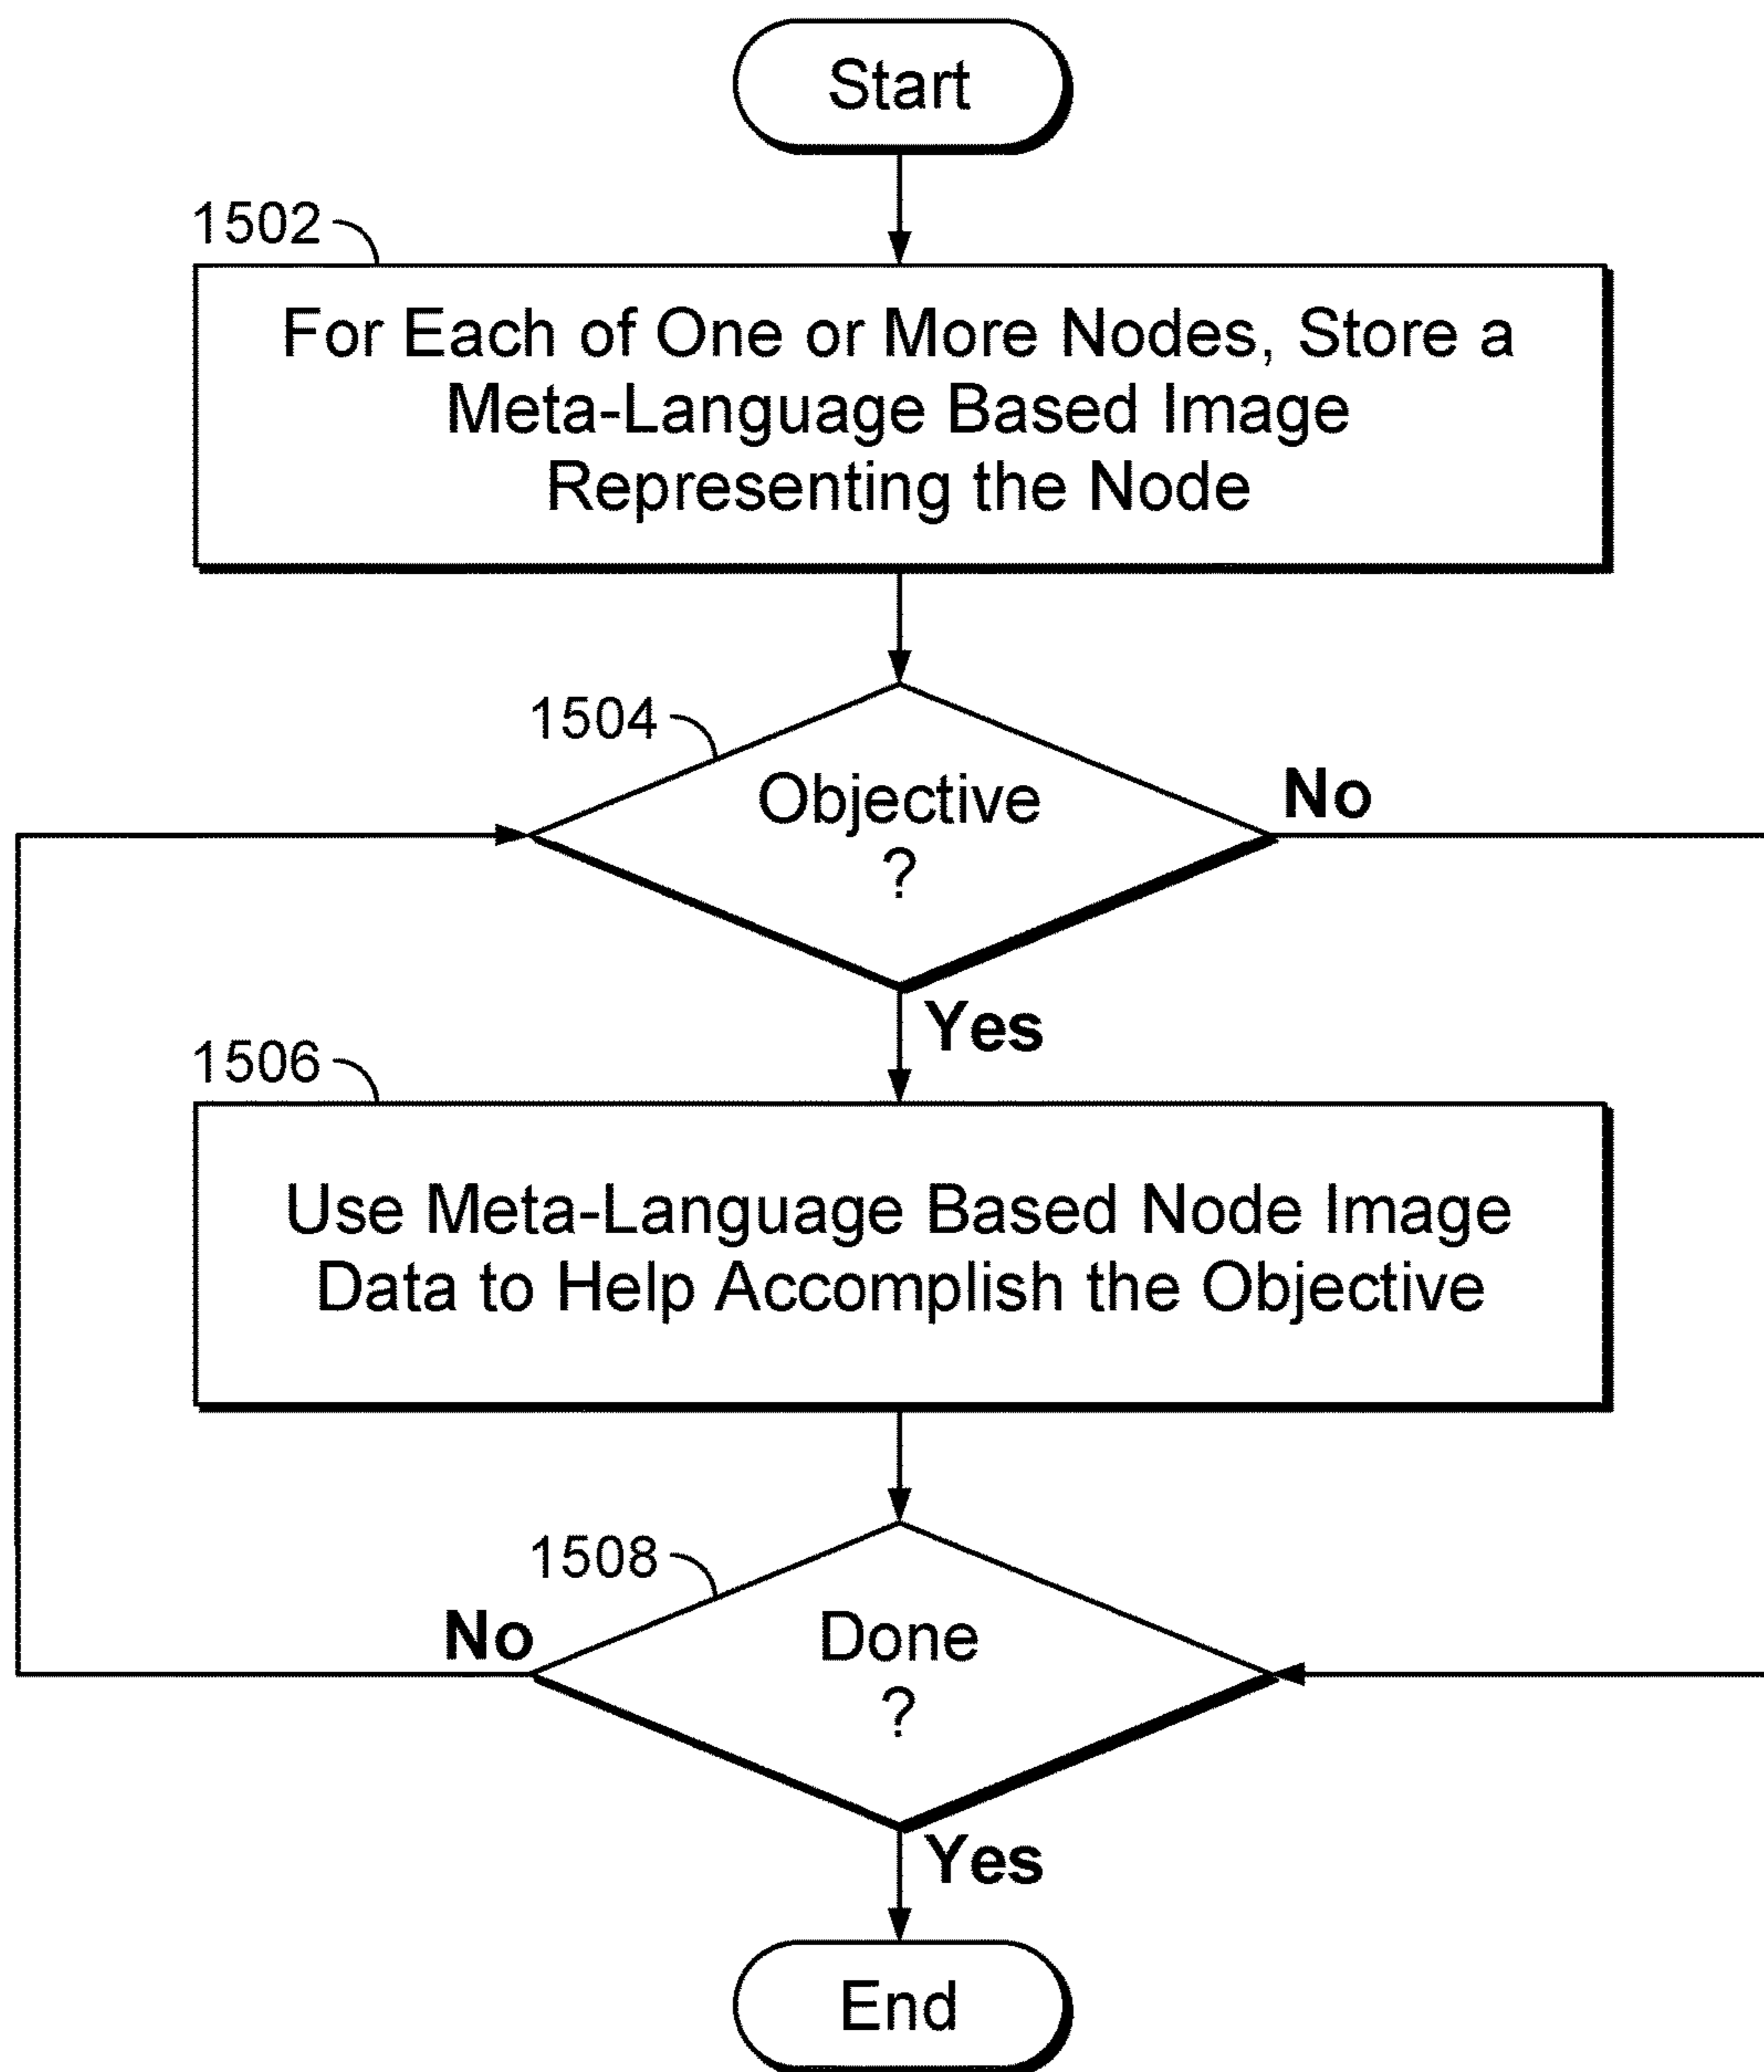 Start
1502
For Each of One or More Nodes, Store a
Meta-Language Based Image
Representing the Node
1504
Objective
?
No
Yes
1506
Use Meta-Language Based Node Image
Data to Help Accomplish the Objective
1508
Done
?
No
Yes
End